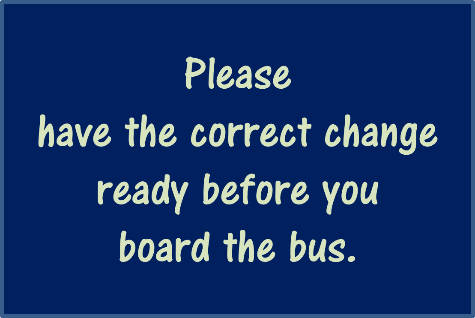 Please
have the correct change
ready before you
board the bus.